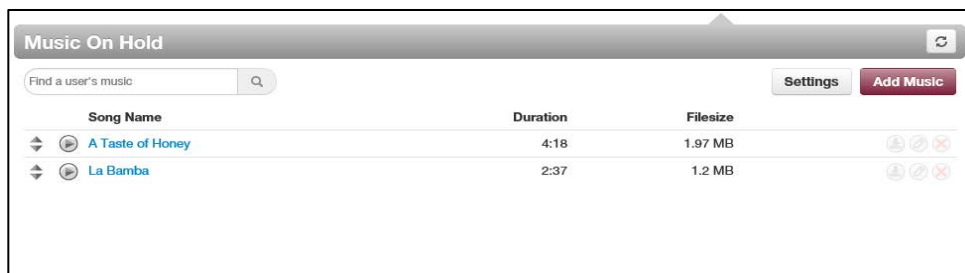 Music On Hold
Find a user's music Settings Add Music
Song Name Duration Filesize
A Taste of Honey 4:18 1.97 MB
La Bamba 2:37 1.2 MB